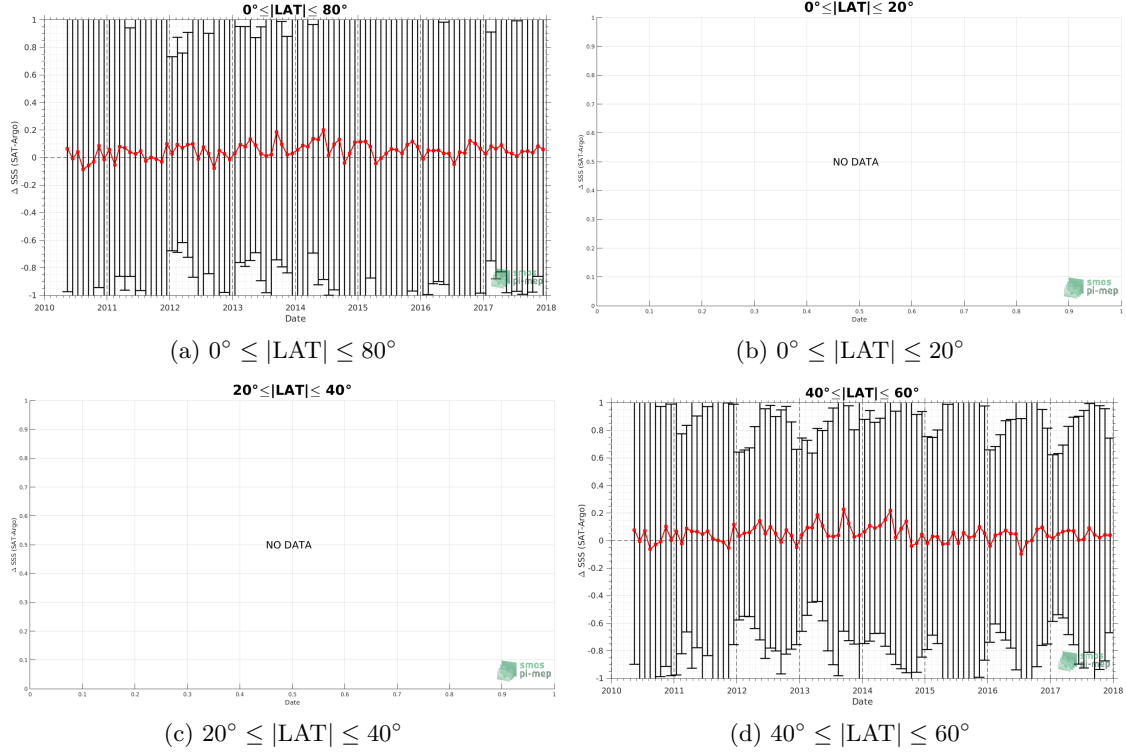 0°≤|LAT|≤ 80°
1
0.8
0.6
0.4
0.2
0
-0.2
-0.4
-0.6
-0.8
-1
Δ SSS (SAT-Argo)
2010 2011 2012 2013 2014 2015 2016 2017 2018
Date
smos
pi-mep
(a) 0° ≤ |LAT| ≤ 80°
0°≤|LAT|≤ 20°
1
0.9
0.8
0.7
0.6
0.5
0.4
0.3
0.2
0.1
0
Δ SSS (SAT-Argo)
NO DATA
0 0.1 0.2 0.3 0.4 0.5 0.6 0.7 0.8 0.9 1
Date
smos
pi-mep
(b) 0° ≤ |LAT| ≤ 20°
20°≤|LAT|≤ 40°
1
0.9
0.8
0.7
0.6
0.5
0.4
0.3
0.2
0.1
0
Δ SSS (SAT-Argo)
NO DATA
0 0.1 0.2 0.3 0.4 0.5 0.6 0.7 0.8 0.9 1
Date
smos
pi-mep
(c) 20° ≤ |LAT| ≤ 40°
40°≤|LAT|≤ 60°
1
0.8
0.6
0.4
0.2
0
-0.2
-0.4
-0.6
-0.8
-1
Δ SSS (SAT-Argo)
2010 2011 2012 2013 2014 2015 2016 2017 2018
Date
smos
pi-mep
(d) 40° ≤ |LAT| ≤ 60°